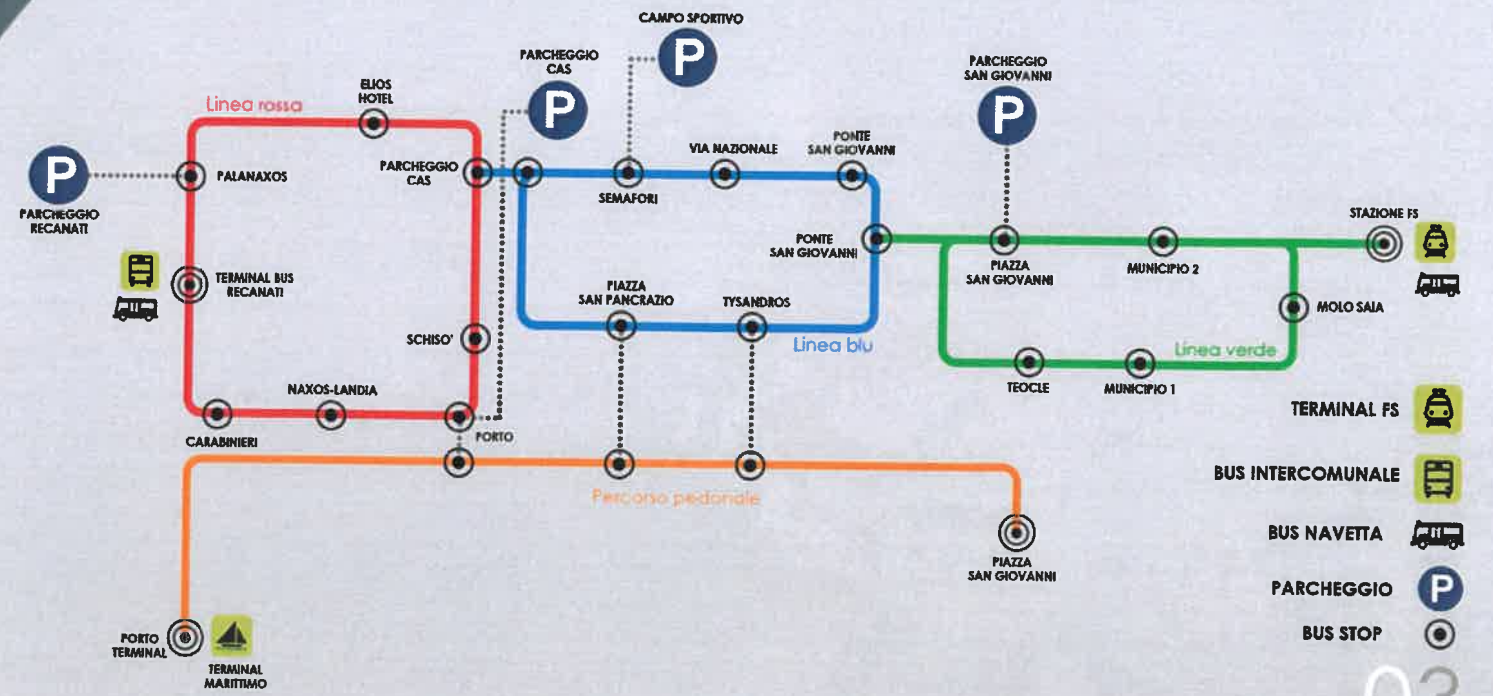 CAMPO SPORTIVO
P
PARCHEGGIO
CAS
P
PARCHEGGIO
SAN GIOVANNI
P
ELIOS
HOTEL
Linea rossa
P
PARCHEGGIO
RECANATI
PALANAXOS
PARCHEGGIO
CAS
SEMAFORI
VIA NAZIONALE
PONTE
SAN GIOVANNI
PONTE
SAN GIOVANNI
PIAZZA
SAN GIOVANNI
MUNICIPIO 2
STAZIONE FS
TERMINAL BUS
RECANATI
PIAZZA
SAN PANCRAZIO
TYSANDROS
MOLO SAIA
SCHISO'
Linea blu
Linea verde
TEOCLE
MUNICIPIO 1
NAXOS-LANDIA
CARABINIERI
PORTO
Percorso pedonale
PIAZZA
SAN GIOVANNI
PORTO
TERMINAL
TERMINAL
MARITTIMO
TERMINAL FS
BUS INTERCOMUNALE
BUS NAVETTA
PARCHEGGIO
P
BUS STOP